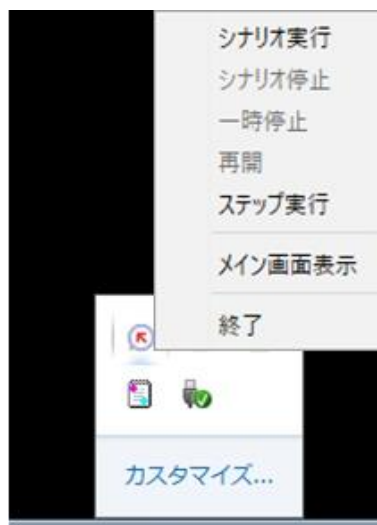 シナリオ実行
シナリオ停止
一時停止
再開
ステップ実行
メイン画面表示
終了
カスタマイズ...